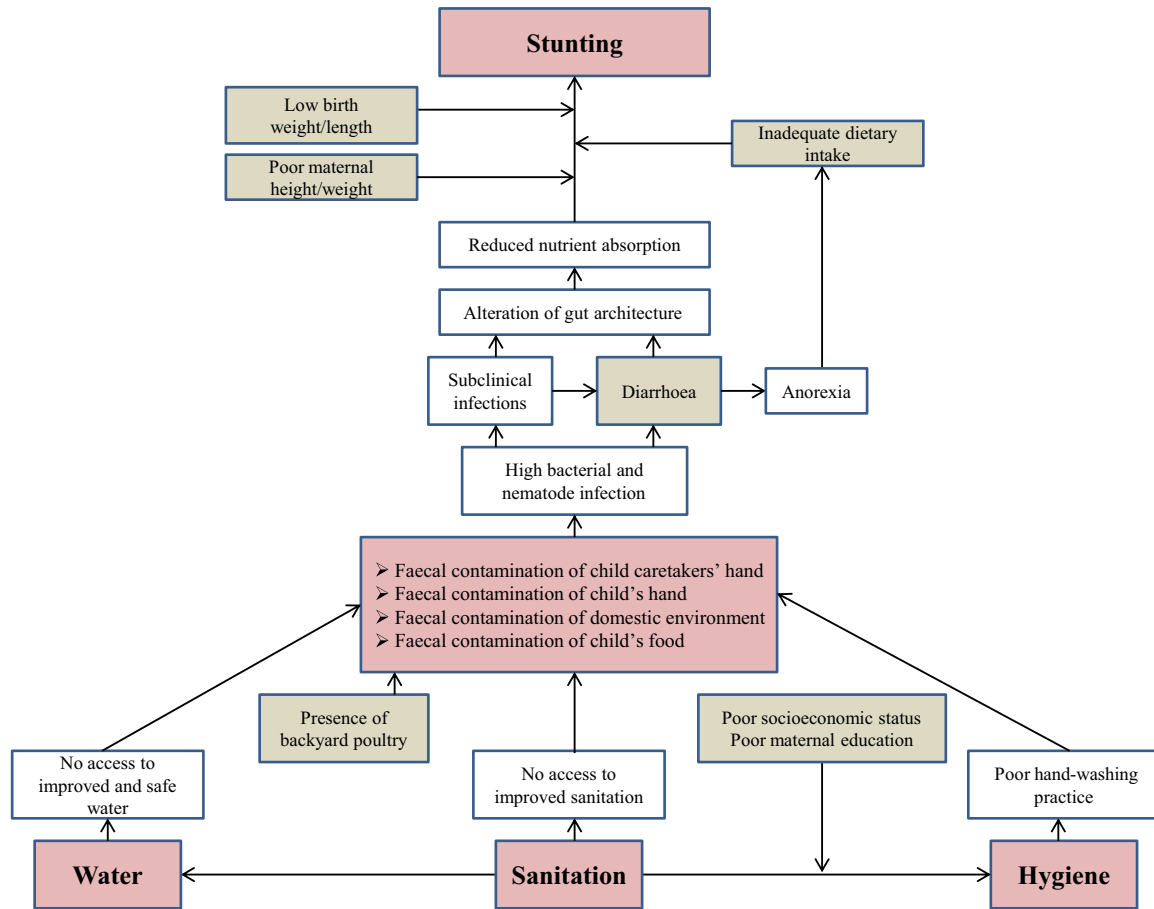 Stunting
Low birth
weight/length
Inadequate dietary
intake
Poor maternal
height/weight
Reduced nutrient absorption
Alteration of gut architecture
Subclinical
infections
Diarrhoea
Anorexia
High bacterial and
nematode infection
➢ Faecal contamination of child caretakers’ hand
➢ Faecal contamination of child’s hand
➢ Faecal contamination of domestic environment
➢ Faecal contamination of child’s food
Presence of
backyard poultry
Poor socioeconomic status
Poor maternal education
No access to
improved and safe
water
No access to
improved sanitation
Poor hand-washing
practice
Water
Sanitation
Hygiene